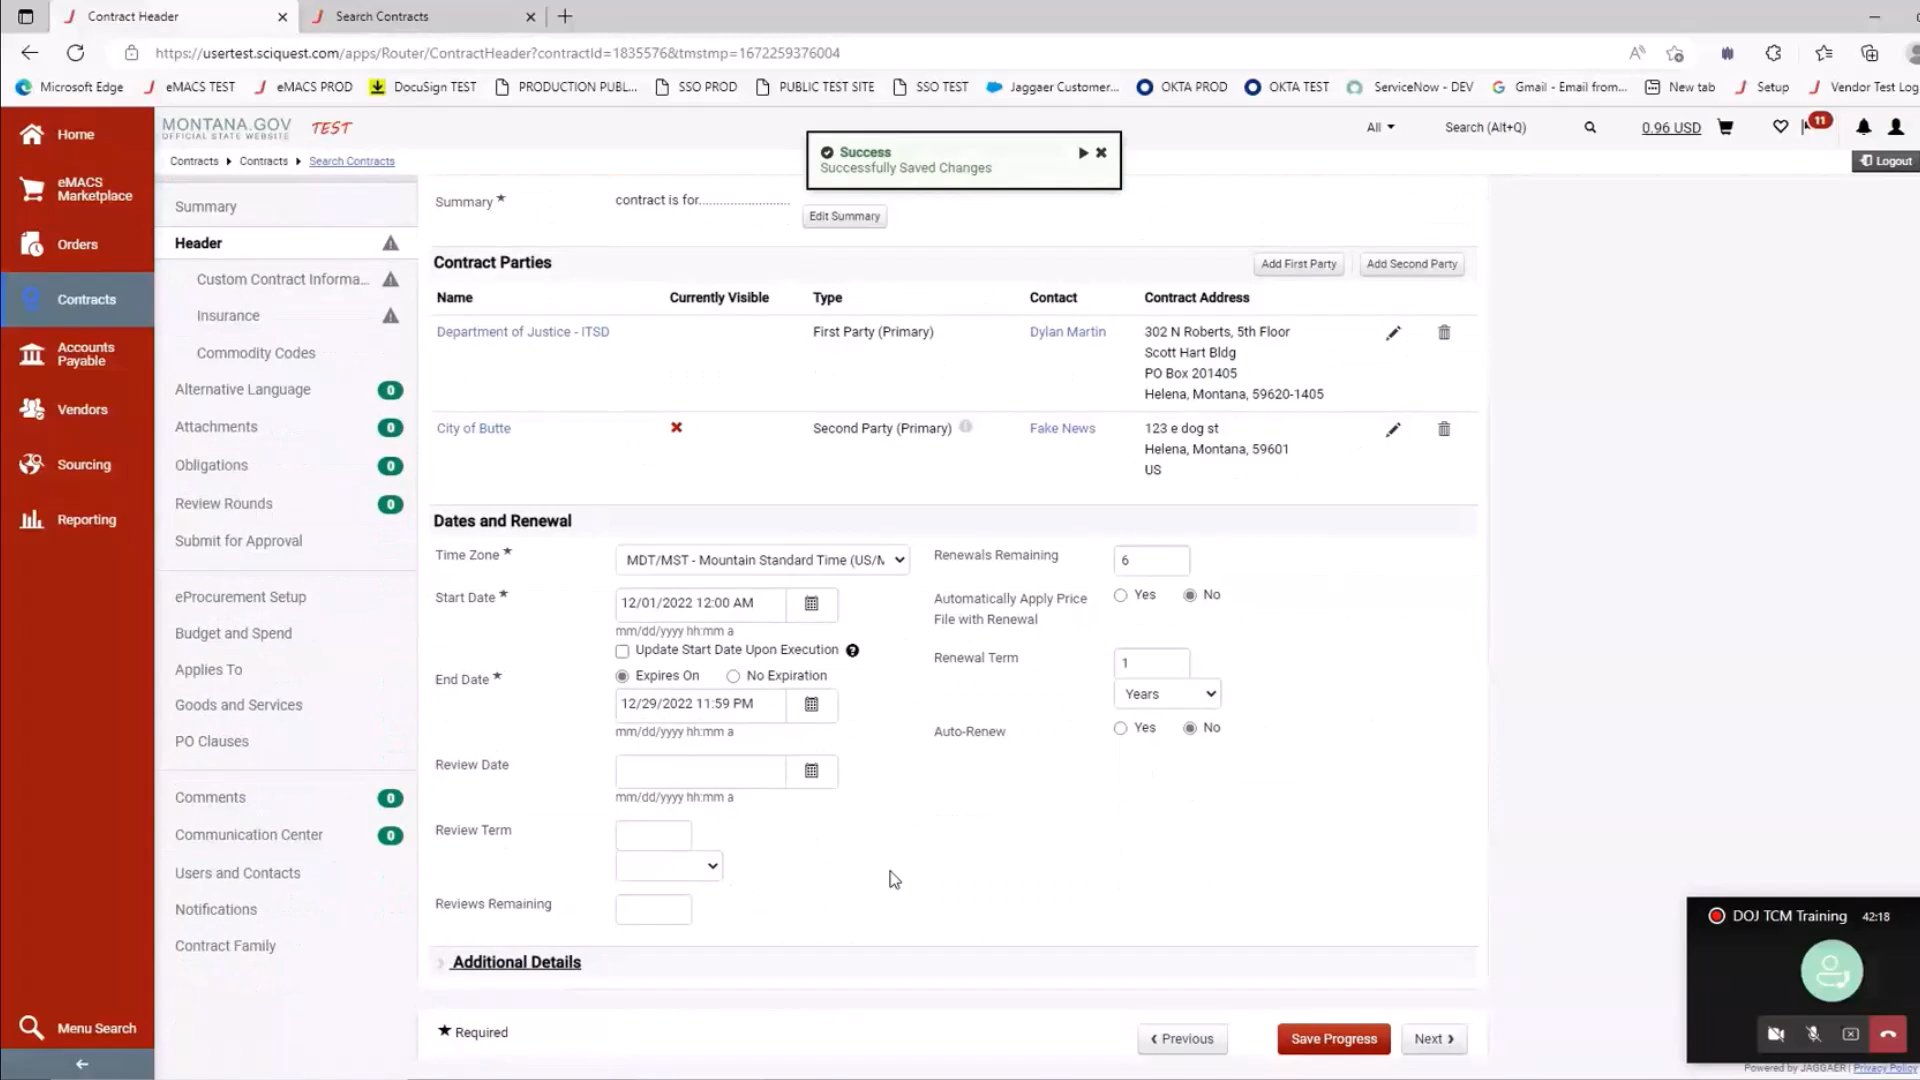 Contract Header
Search Contracts
https://usertest.sciquest.com/apps/Router/ContractHeader?contractId=1835576&tmstmp=1672259376004
Microsoft Edge
eMACS TEST
eMACS PROD
DocuSign TEST
PRODUCTION PUBL...
SSO PROD
PUBLIC TEST SITE
SSO TEST
Jaggaer Customer...
OKTA PROD
OKTA TEST
ServiceNow - DEV
Gmail - Email from...
New tab
Setup
Vendor Test Log
Home
eMACS
Marketplace
Orders
Contracts
Accounts
Payable
Vendors
Sourcing
Reporting
Menu Search
MONTANA.GOV
OFFICIAL STATE WEBSITE
TEST
All
Search (Alt+Q)
0.96 USD
11
Logout
Contracts
Contracts
Search Contracts
Success
Successfully Saved Changes
Summary
Header
Custom Contract Informa...
Insurance
Commodity Codes
Alternative Language 0
Attachments 0
Obligations 0
Review Rounds 0
Submit for Approval
eProcurement Setup
Budget and Spend
Applies To
Goods and Services
PO Clauses
Comments 0
Communication Center 0
Users and Contacts
Notifications
Contract Family
Summary ★
contract is for.......................
Edit Summary
Contract Parties
Add First Party
Add Second Party
Name Currently Visible Type Contact Contract Address
Department of Justice - ITSD First Party (Primary) Dylan Martin 302 N Roberts, 5th Floor
Scott Hart Bldg
PO Box 201405
Helena, Montana, 59620-1405
City of Butte Second Party (Primary) Fake News 123 e dog st
Helena, Montana, 59601
US
Dates and Renewal
Time Zone ★
MDT/MST - Mountain Standard Time (US/M
Start Date ★
12/01/2022 12:00 AM
mm/dd/yyyy hh:mm a
Update Start Date Upon Execution
End Date ★
Expires On
No Expiration
12/29/2022 11:59 PM
mm/dd/yyyy hh:mm a
Review Date
mm/dd/yyyy hh:mm a
Review Term
Reviews Remaining
Renewals Remaining
6
Automatically Apply Price
File with Renewal
Yes
No
Renewal Term
1
Years
Auto-Renew
Yes
No
Additional Details
★ Required
Previous
Save Progress
Next
DOJ TCM Training 42:18
Powered by JAGGAER | Privacy Policy